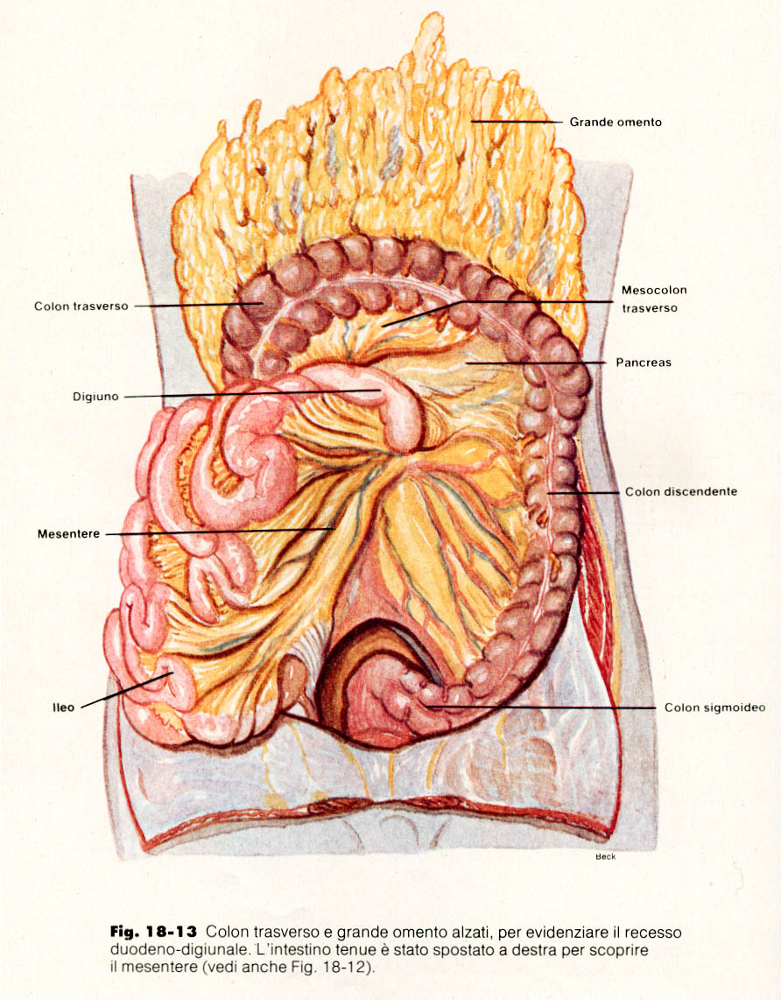 Grande omento
Colon trasverso
Mesocolon
trasverso
Pancreas
Digiuno
Colon discendente
Mesentere
Ileo
Colon sigmoideo
Beck
Fig. 18-13 Colon trasverso e grande omento alzati, per evidenziare il recesso
duodeno-digiunale. L'intestino tenue è stato spostato a destra per scoprire
il mesentere (vedi anche Fig. 18-12).